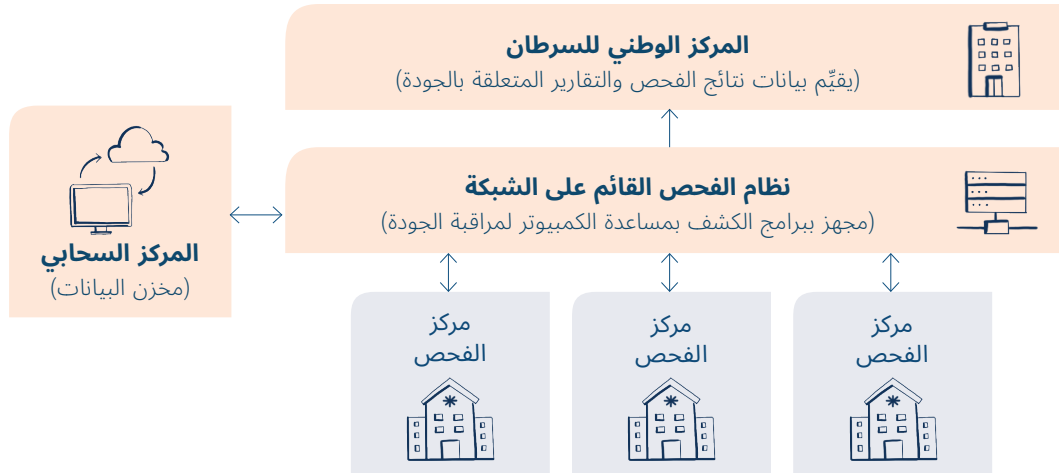 المركز الوطني للسرطان
(يقيِّم بيانات نتائج الفحص والتقارير المتعلقة بالجودة)
نظام الفحص القائم على الشبكة
(مجهز ببرامج الكشف بمساعدة الكمبيوتر لمراقبة الجودة)
المركز السحابي
(مخزن البيانات)
مركز
الفحص
مركز
الفحص
مركز
الفحص